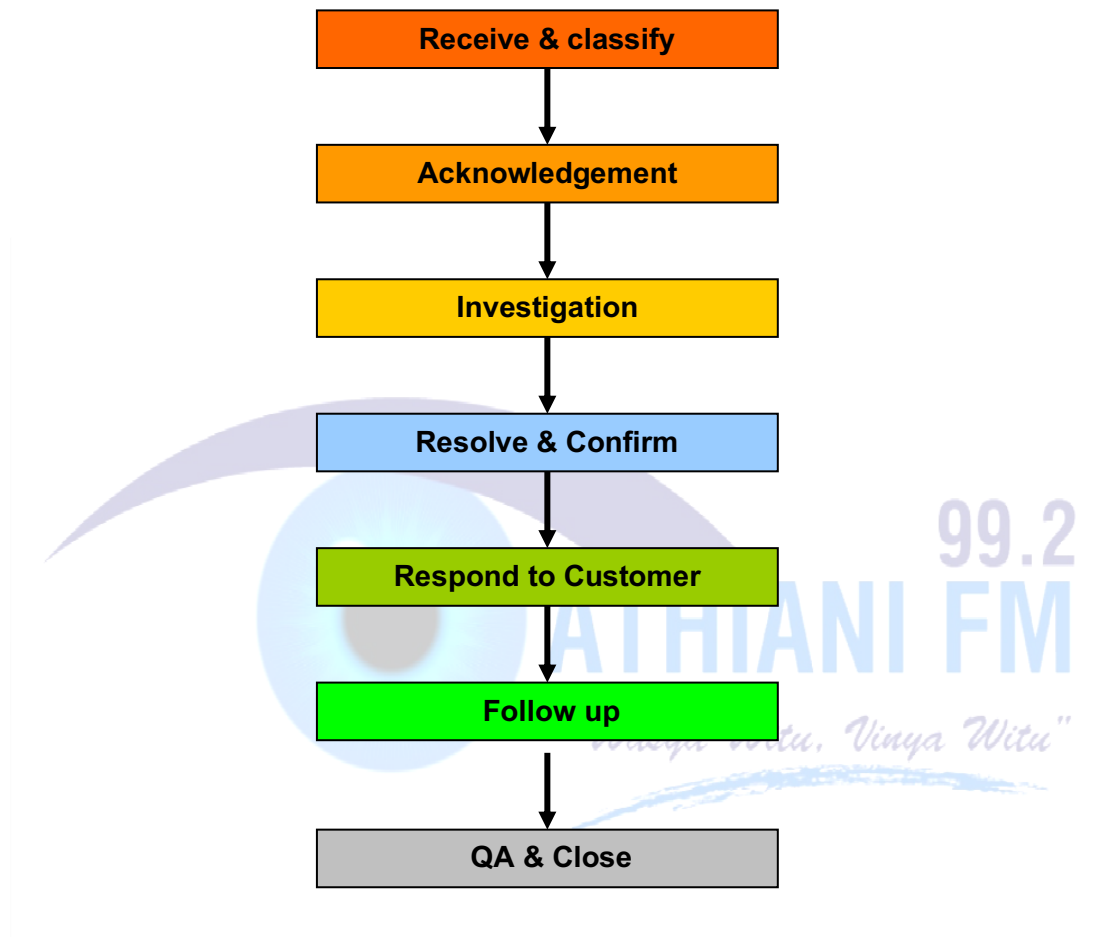 Receive & classify
Acknowledgement
Investigation
Resolve & Confirm
99.2
Respond to Customer
ATHIANI FM
Follow up
Witu, Vinya Witu"
QA & Close